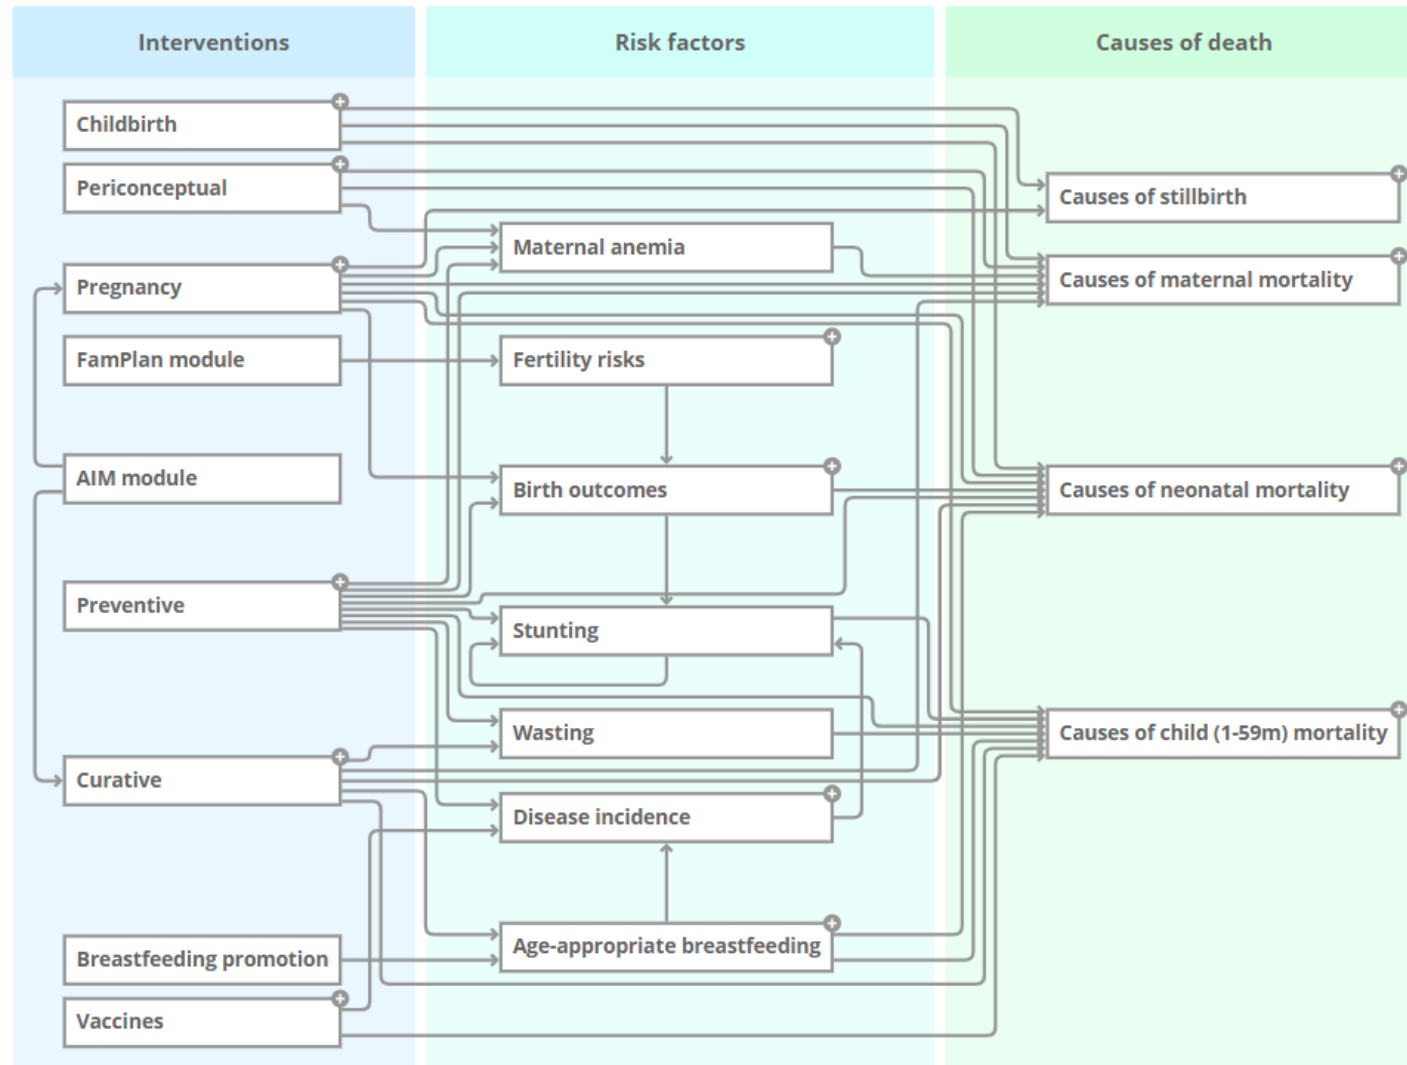 Interventions
Risk factors
Causes of death
Childbirth
Periconceptual
Pregnancy
FamPlan module
AIM module
Preventive
Curative
Breastfeeding promotion
Vaccines
Maternal anemia
Fertility risks
Birth outcomes
Stunting
Wasting
Disease incidence
Age-appropriate breastfeeding
Causes of stillbirth
Causes of maternal mortality
Causes of neonatal mortality
Causes of child (1-59m) mortality